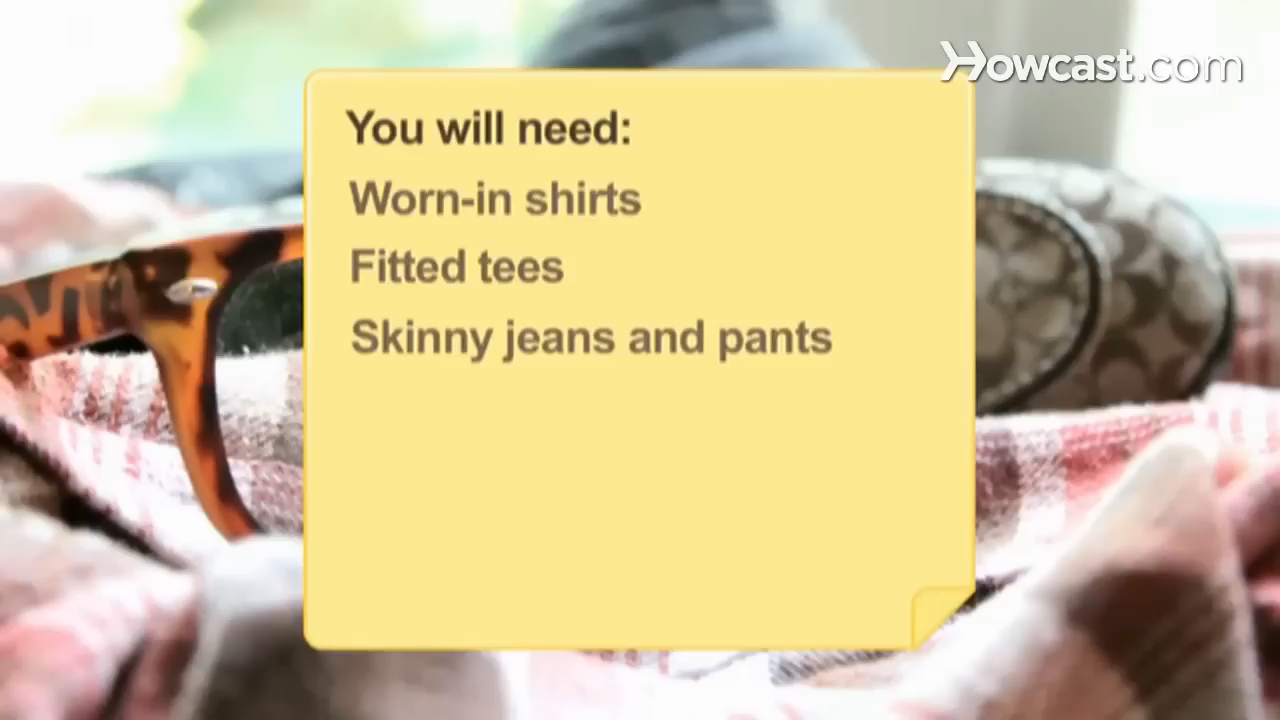 Howcast.com
You will need:
Worn-in shirts
Fitted tees
Skinny jeans and pants